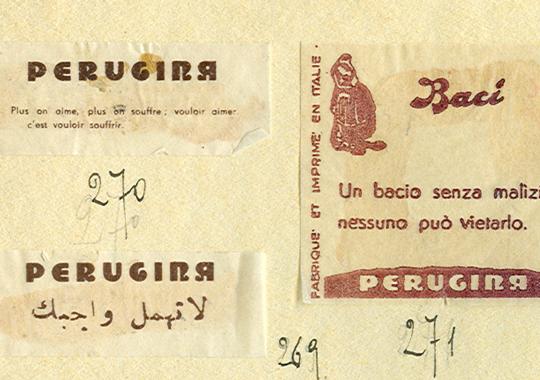 PERUGINA
Plus on aime, plus on souffre; vouloir aimer
c'est vouloir souffrir.
270
PERUGINA
لا تهمل واجبك
269
FABRIQUÉ ET IMPRIMÉ EN ITALIE.
Baci
Un bacio senza malizi
nessuno può vietarlo.
PERUGINA
271